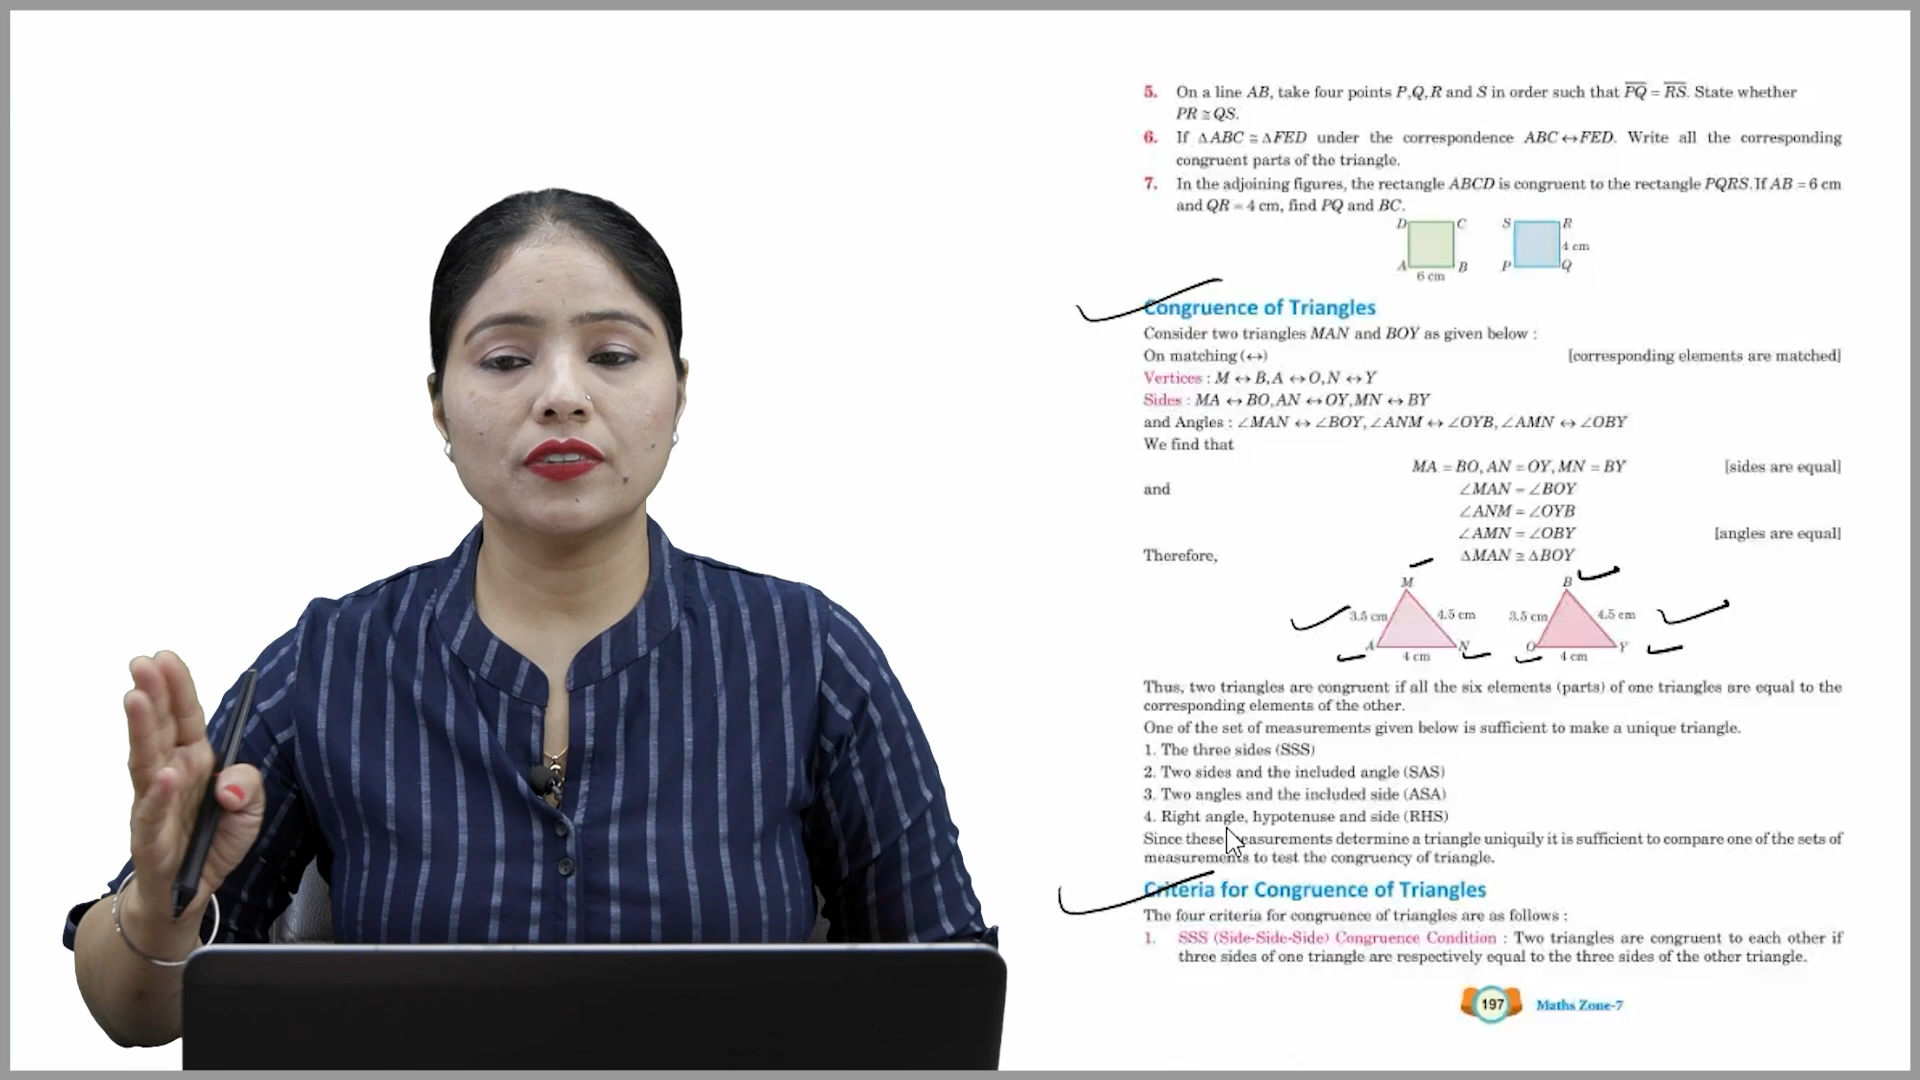 5. On a line AB, take four points P,Q,R and S in order such that PQ = RS. State whether
PR ≅ QS.
6. If ΔABC ≅ ΔFED under the correspondence ABC ↔ FED. Write all the corresponding
congruent parts of the triangle.
7. In the adjoining figures, the rectangle ABCD is congruent to the rectangle PQRS. If AB = 6 cm
and QR = 4 cm, find PQ and BC.
D C S R
4 cm
A B P Q
6 cm
Congruence of Triangles
Consider two triangles MAN and BOY as given below :
On matching (↔) [corresponding elements are matched]
Vertices : M ↔ B, A ↔ O, N ↔ Y
Sides : MA ↔ BO, AN ↔ OY, MN ↔ BY
and Angles : ∠MAN ↔ ∠BOY, ∠ANM ↔ ∠OYB, ∠AMN ↔ ∠OBY
We find that
MA = BO, AN = OY, MN = BY [sides are equal]
and ∠MAN = ∠BOY
∠ANM = ∠OYB
∠AMN = ∠OBY [angles are equal]
Therefore, ΔMAN ≅ ΔBOY
M B
3.5 cm 4.5 cm 3.5 cm 4.5 cm
A N O Y
4 cm 4 cm
Thus, two triangles are congruent if all the six elements (parts) of one triangles are equal to the
corresponding elements of the other.
One of the set of measurements given below is sufficient to make a unique triangle.
1. The three sides (SSS)
2. Two sides and the included angle (SAS)
3. Two angles and the included side (ASA)
4. Right angle, hypotenuse and side (RHS)
Since these measurements determine a triangle uniquily it is sufficient to compare one of the sets of
measurements to test the congruency of triangle.
Criteria for Congruence of Triangles
The four criteria for congruence of triangles are as follows :
1. SSS (Side-Side-Side) Congruence Condition : Two triangles are congruent to each other if
three sides of one triangle are respectively equal to the three sides of the other triangle.
197 Maths Zone-7